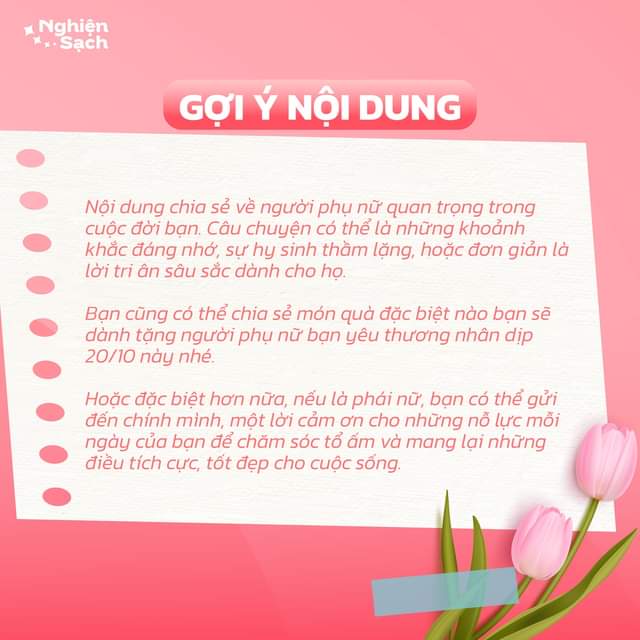 Nghiện
Sạch
GỢI Ý NỘI DUNG
Nội dung chia sẻ về người phụ nữ quan trọng trong
cuộc đời bạn. Câu chuyện có thể là những khoảnh
khắc đáng nhớ, sự hy sinh thầm lặng, hoặc đơn giản là
lời tri ân sâu sắc dành cho họ.
Bạn cũng có thể chia sẻ món quà đặc biệt nào bạn sẽ
dành tặng người phụ nữ bạn yêu thương nhân dịp
20/10 này nhé.
Hoặc đặc biệt hơn nữa, nếu là phái nữ, bạn có thể gửi
đến chính mình, một lời cảm ơn cho những nỗ lực mỗi
ngày của bạn để chăm sóc tổ ấm và mang lại những
điều tích cực, tốt đẹp cho cuộc sống.